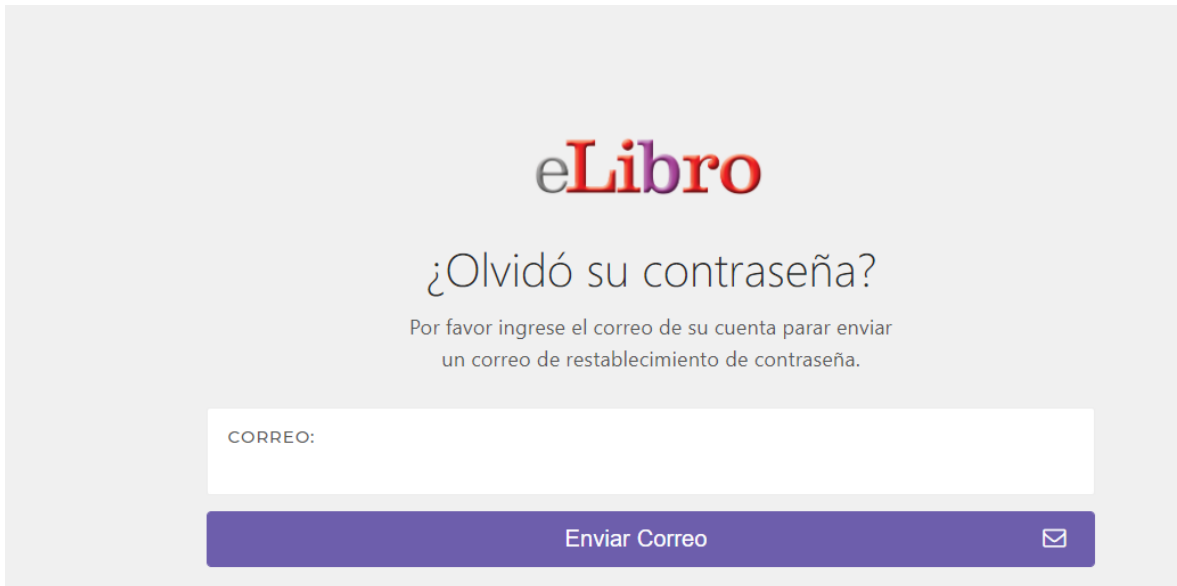 eLibro
¿Olvidó su contraseña?
Por favor ingrese el correo de su cuenta parar enviar
un correo de restablecimiento de contraseña.
CORREO:
Enviar Correo